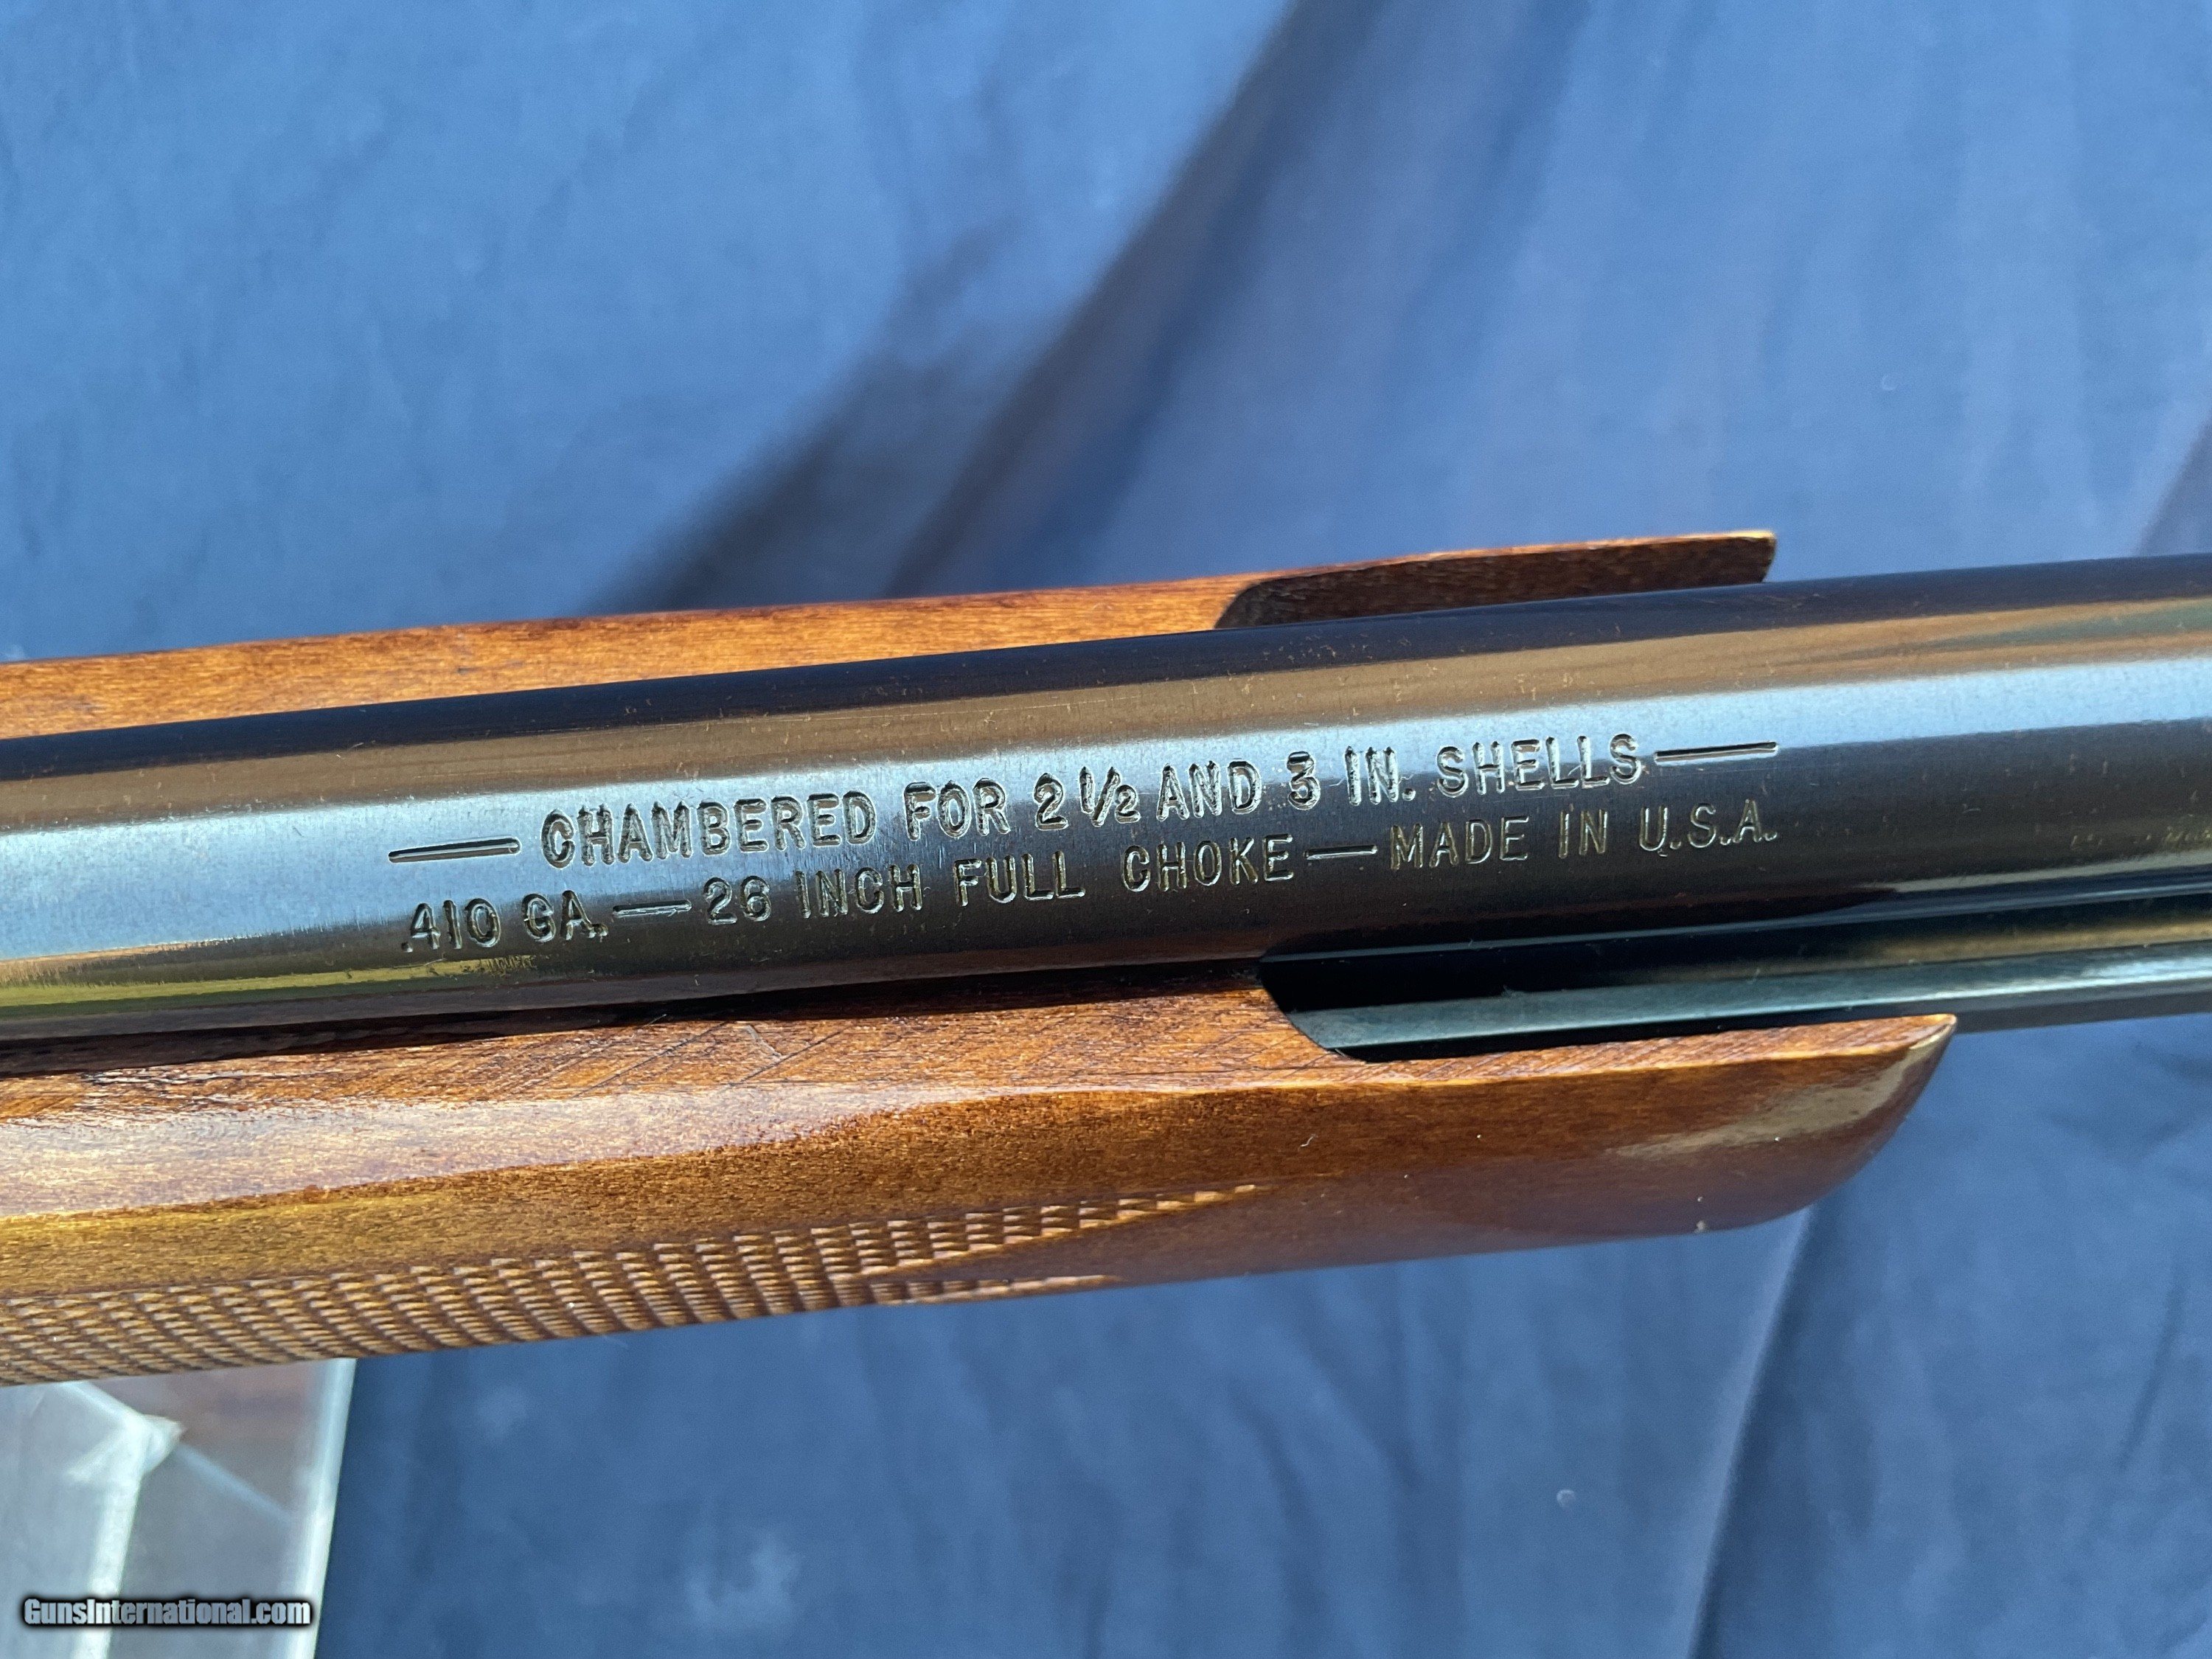 — CHAMBERED FOR 2 1/2 AND 3 IN. SHELLS —
.410 GA. — 26 INCH FULL CHOKE — MADE IN U.S.A.
GunsInternational.com